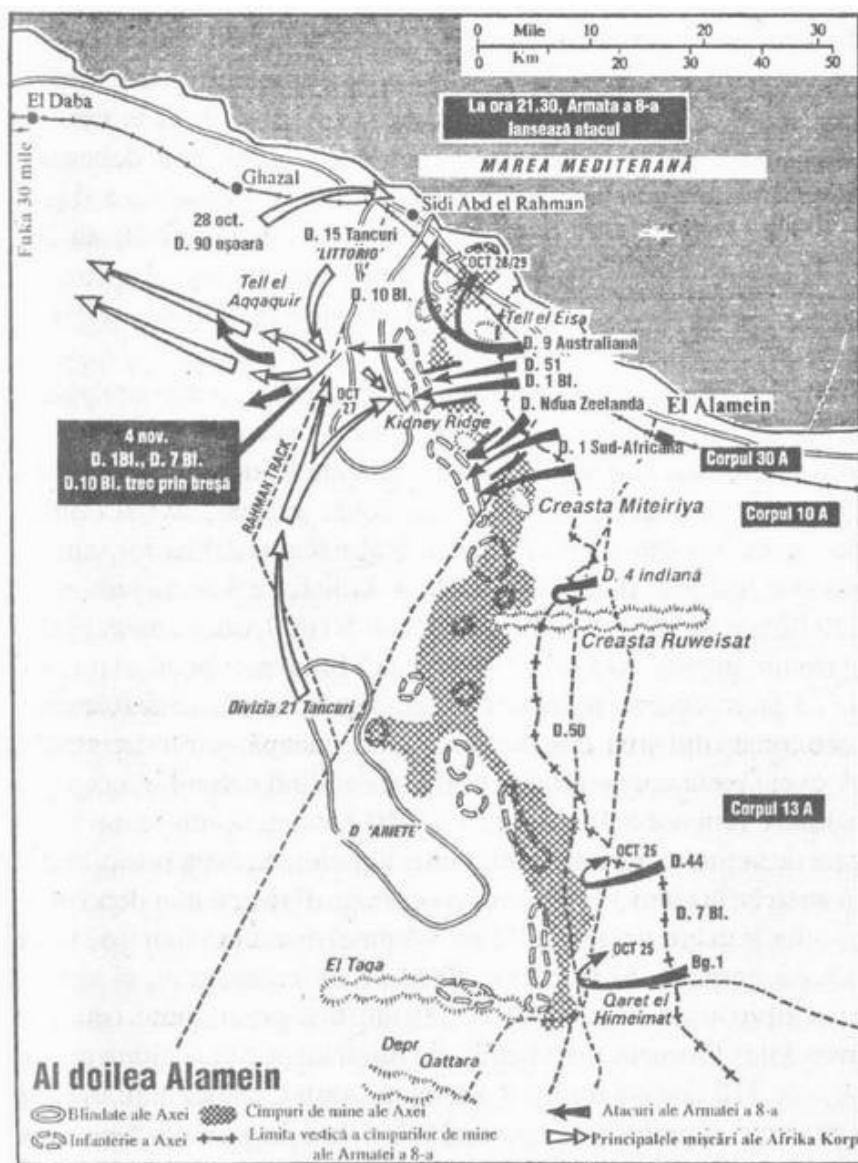 0 Mile 10 20 30
0 Km 10 20 30 40 50
El Daba
La ora 21.30, Armata a 8-a
lansează atacul
MAREA MEDITERANĂ
Fuka 30 mile
Ghazal
Sidi Abd el Rahman
28 oct.
D. 90 ușoară
D. 15 Tancuri
'LITTORIO'
OCT 28/29
Tell el
Aqqaquir
D. 10 Bl.
Tell el Eisa
D. 9 Australiană
D. 51
D. 1 Bl.
OCT
27
D. Noua Zeelandă
El Alamein
Kidney Ridge
4 nov.
D. 1Bl., D. 7 Bl.
D.10 Bl. trec prin breșă
D. 1 Sud-Africană
Corpul 30 A
RAHMAN TRACK
Creasta Miteiriya
Corpul 10 A
D. 4 indiană
Creasta Ruweisat
Divizia 21 Tancuri
D.50
D 'ARIETE'
Corpul 13 A
OCT 25
D.44
D. 7 Bl.
OCT 25
Bg.1
El Taqa
Qaret el
Himeimat
Depr
Qattara
Al doilea Alamein
Blindate ale Axei
Cimpuri de mine ale Axei
Atacuri ale Armatei a 8-a
Infanterie a Axei
Limita vestică a cîmpurilor de mine
ale Armatei a 8-a
Principalele mișcări ale Afrika Korp